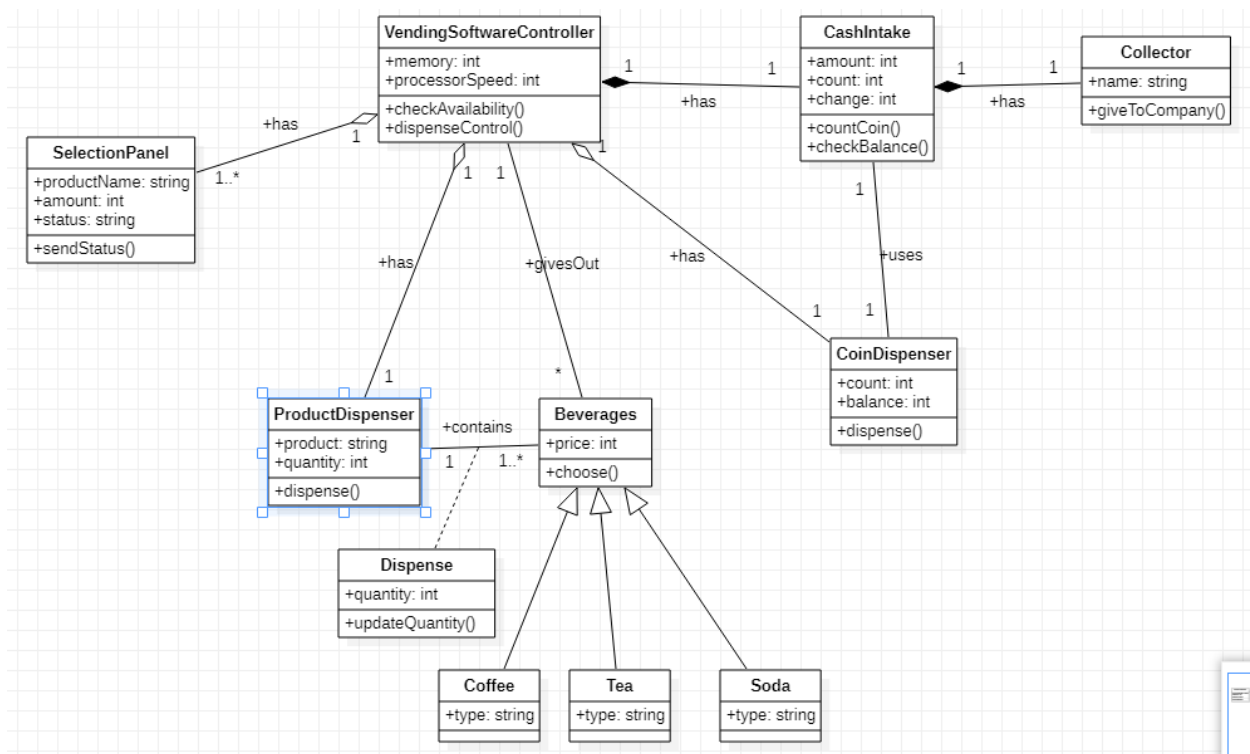 VendingSoftwareController
+memory: int
+processorSpeed: int
+checkAvailability()
+dispenseControl()
CashIntake
+amount: int
+count: int
+change: int
+countCoin()
+checkBalance()
Collector
+name: string
+giveToCompany()
1
1
+has
1
1
+has
+has
1
1..*
SelectionPanel
+productName: string
+amount: int
+status: string
+sendStatus()
1
1
1
1
+has
+givesOut
+has
+uses
1
1
1
*
CoinDispenser
+count: int
+balance: int
+dispense()
ProductDispenser
+product: string
+quantity: int
+dispense()
+contains
1
1..*
Beverages
+price: int
+choose()
Dispense
+quantity: int
+updateQuantity()
Coffee
+type: string
Tea
+type: string
Soda
+type: string